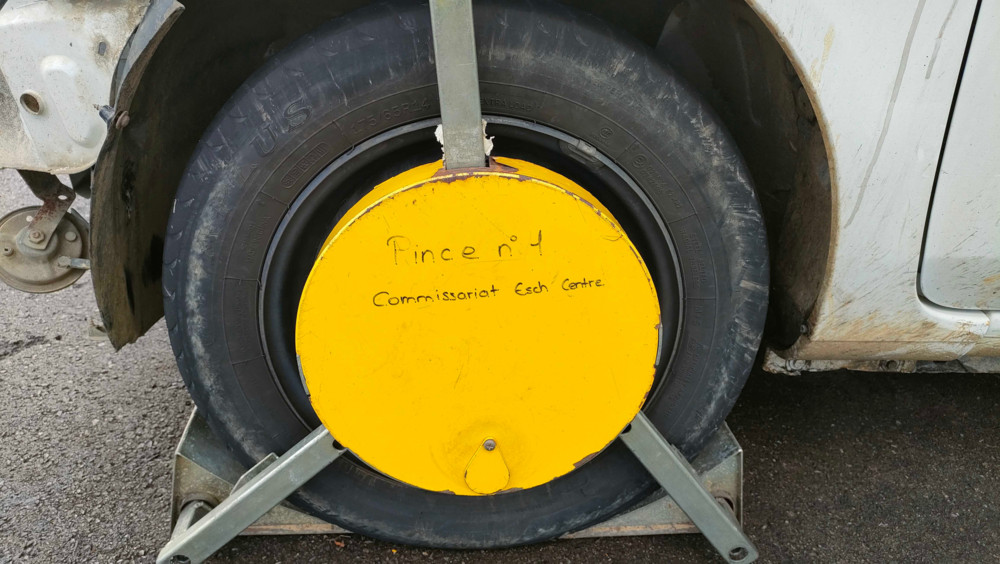 Pince n° 1
Commissariat Esch Centre